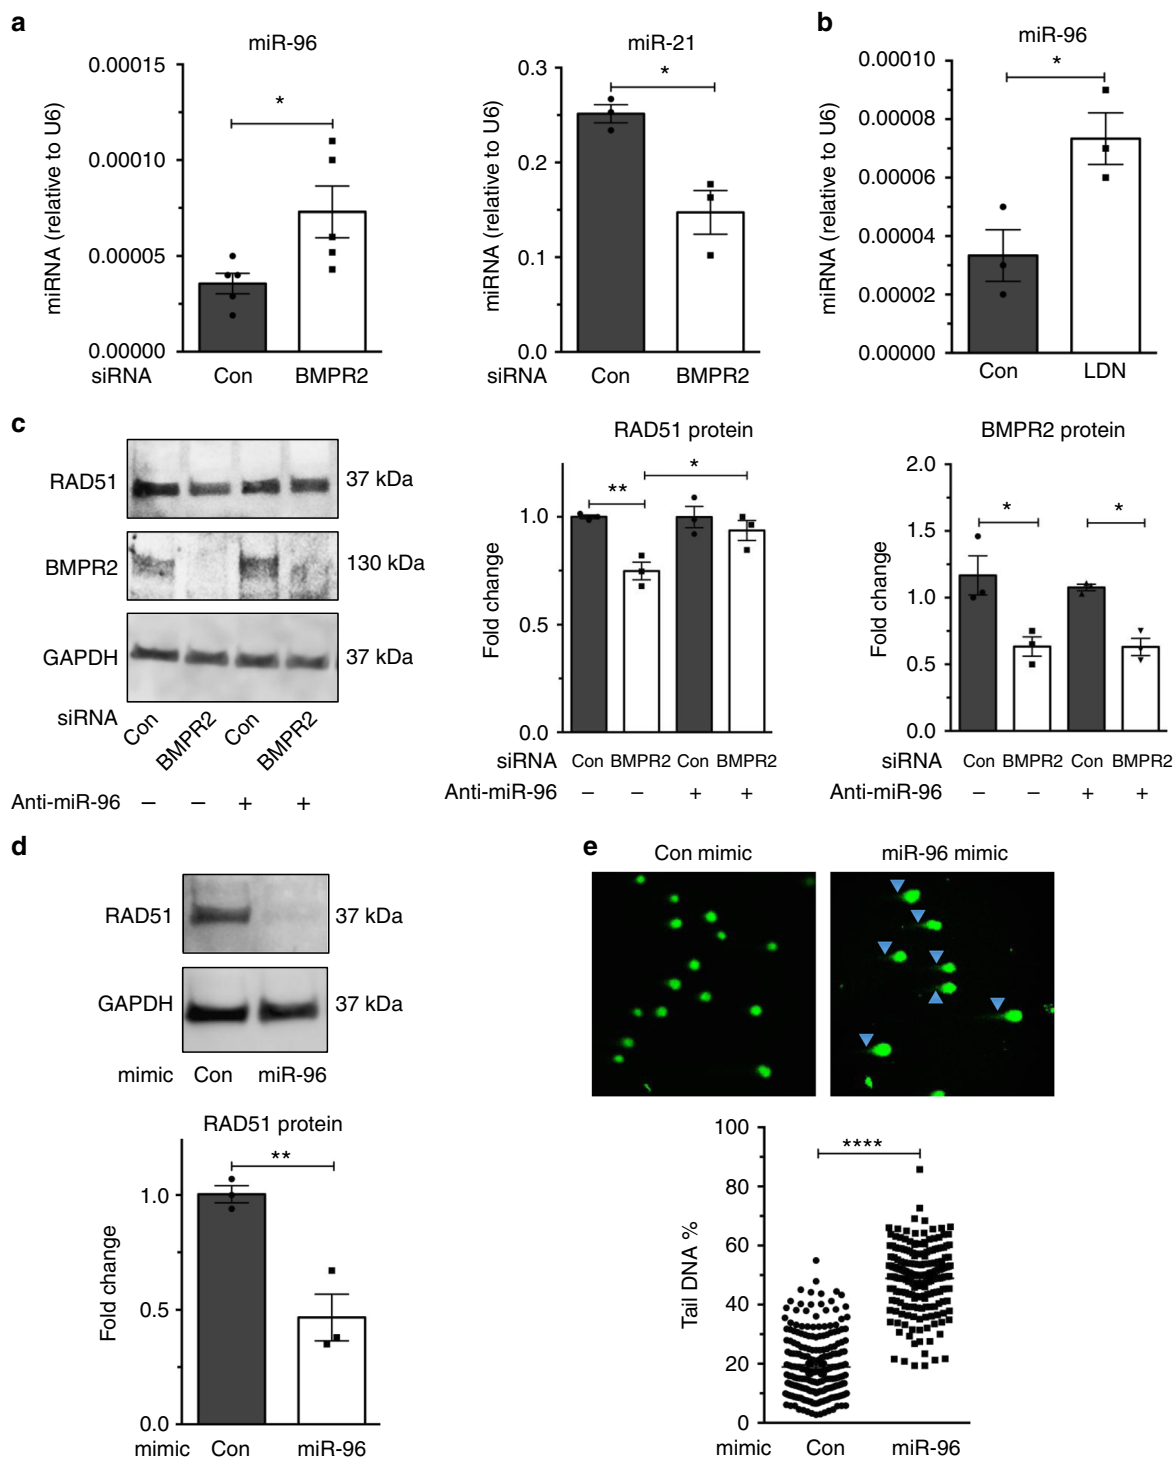 a
miR-96
miRNA (relative to U6)
0.00015
0.00010
0.00005
0.00000
*
siRNA Con BMPR2
miR-21
miRNA (relative to U6)
0.3
0.2
0.1
0.0
*
siRNA Con BMPR2
b
miR-96
miRNA (relative to U6)
0.00010
0.00008
0.00006
0.00004
0.00002
0.00000
*
Con LDN
c
RAD51 37 kDa
BMPR2 130 kDa
GAPDH 37 kDa
siRNA Con BMPR2 Con BMPR2
Anti-miR-96 − − + +
RAD51 protein
Fold change
1.0
0.5
0.0
** *
siRNA Con BMPR2 Con BMPR2
Anti-miR-96 − − + +
BMPR2 protein
Fold change
2.0
1.5
1.0
0.5
0.0
* *
siRNA Con BMPR2 Con BMPR2
Anti-miR-96 − − + +
d
RAD51 37 kDa
GAPDH 37 kDa
mimic Con miR-96
RAD51 protein
Fold change
1.0
0.5
0.0
**
mimic Con miR-96
e
Con mimic miR-96 mimic
Tail DNA %
100
80
60
40
20
0
****
mimic Con miR-96